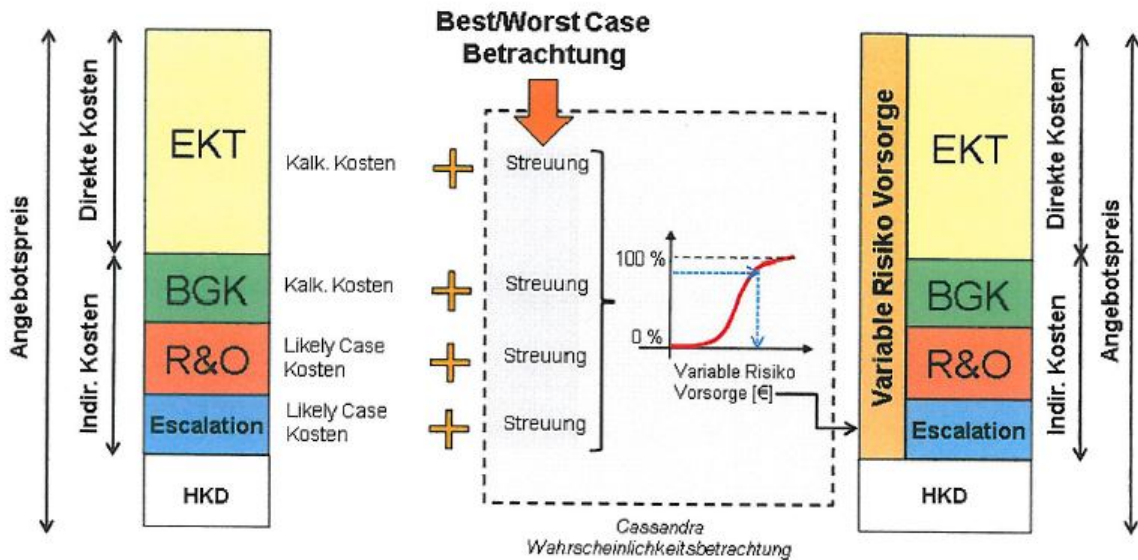 Best/Worst Case
Betrachtung
Angebotspreis
Direkte Kosten
Indir. Kosten
EKT
BGK
R&O
Escalation
HKD
Kalk. Kosten
Kalk. Kosten
Likely Case
Kosten
Likely Case
Kosten
Streuung
Streuung
Streuung
Streuung
100 %
0 %
Variable Risiko
Vorsorge [€]
Cassandra
Wahrscheinlichkeitsbetrachtung
Variable Risiko Vorsorge
EKT
BGK
R&O
Escalation
HKD
Direkte Kosten
Indir. Kosten
Angebotspreis